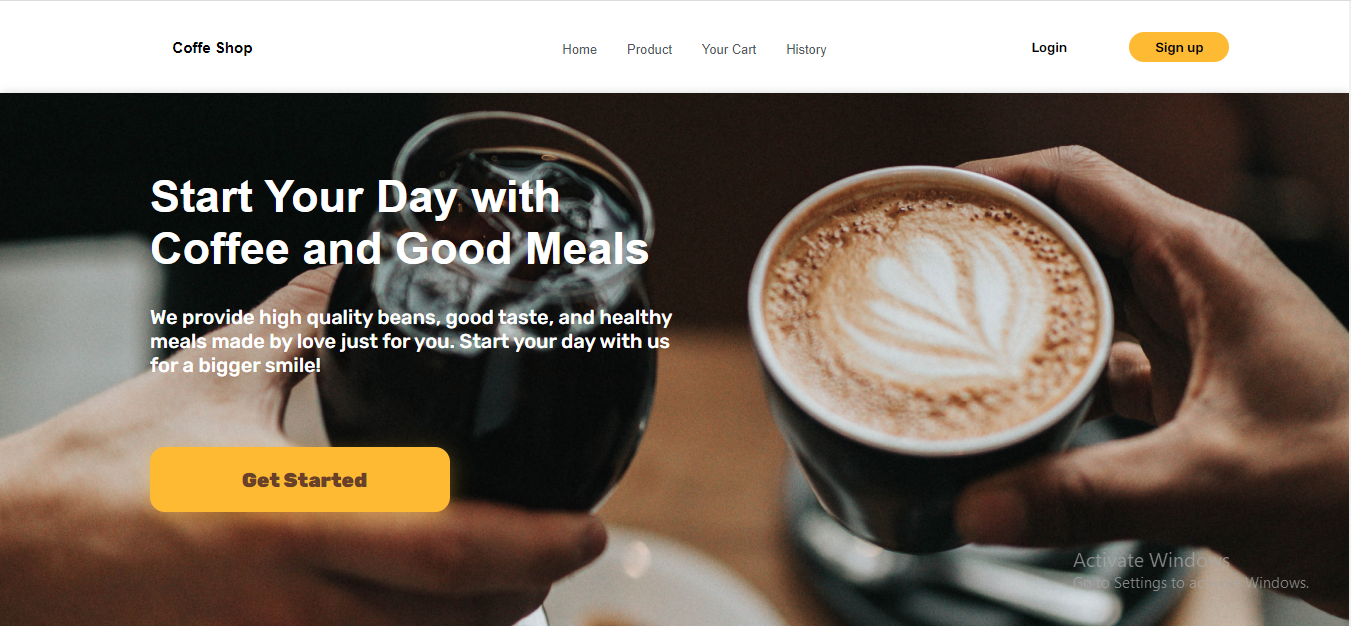 Coffe Shop
Home
Product
Your Cart
History
Login
Sign up
Start Your Day with
Coffee and Good Meals
We provide high quality beans, good taste, and healthy
meals made by love just for you. Start your day with us
for a bigger smile!
Get Started
Activate Windows
Go to Settings to activate Windows.